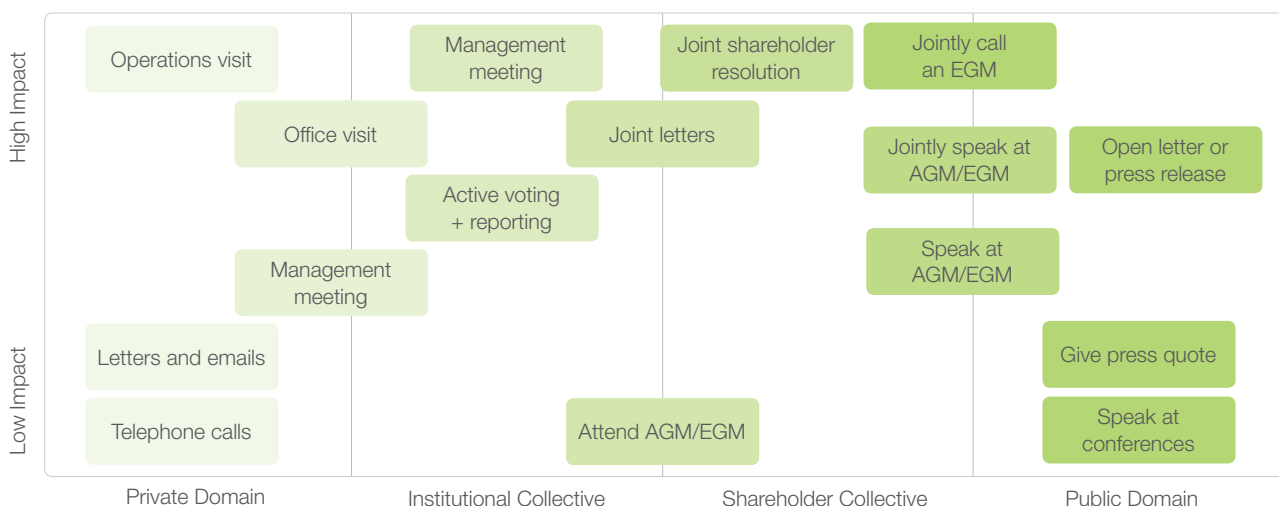 High Impact
Low Impact
Operations visit
Management
meeting
Joint shareholder
resolution
Jointly call
an EGM
Office visit
Joint letters
Jointly speak at
AGM/EGM
Open letter or
press release
Active voting
+ reporting
Speak at
AGM/EGM
Management
meeting
Letters and emails
Give press quote
Telephone calls
Attend AGM/EGM
Speak at
conferences
Private Domain
Institutional Collective
Shareholder Collective
Public Domain